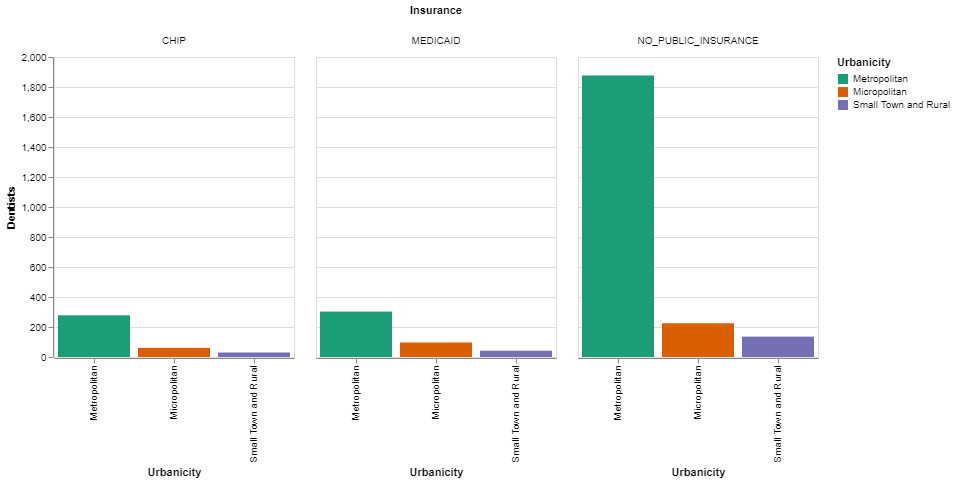 Insurance
CHIP
MEDICAID
NO_PUBLIC_INSURANCE
Dentists
2,000
1,800
1,600
1,400
1,200
1,000
800
600
400
200
0
Metropolitan
Micropolitan
Small Town and Rural
Urbanicity
Metropolitan
Micropolitan
Small Town and Rural
Urbanicity
Metropolitan
Micropolitan
Small Town and Rural
Urbanicity
Urbanicity
Metropolitan
Micropolitan
Small Town and Rural